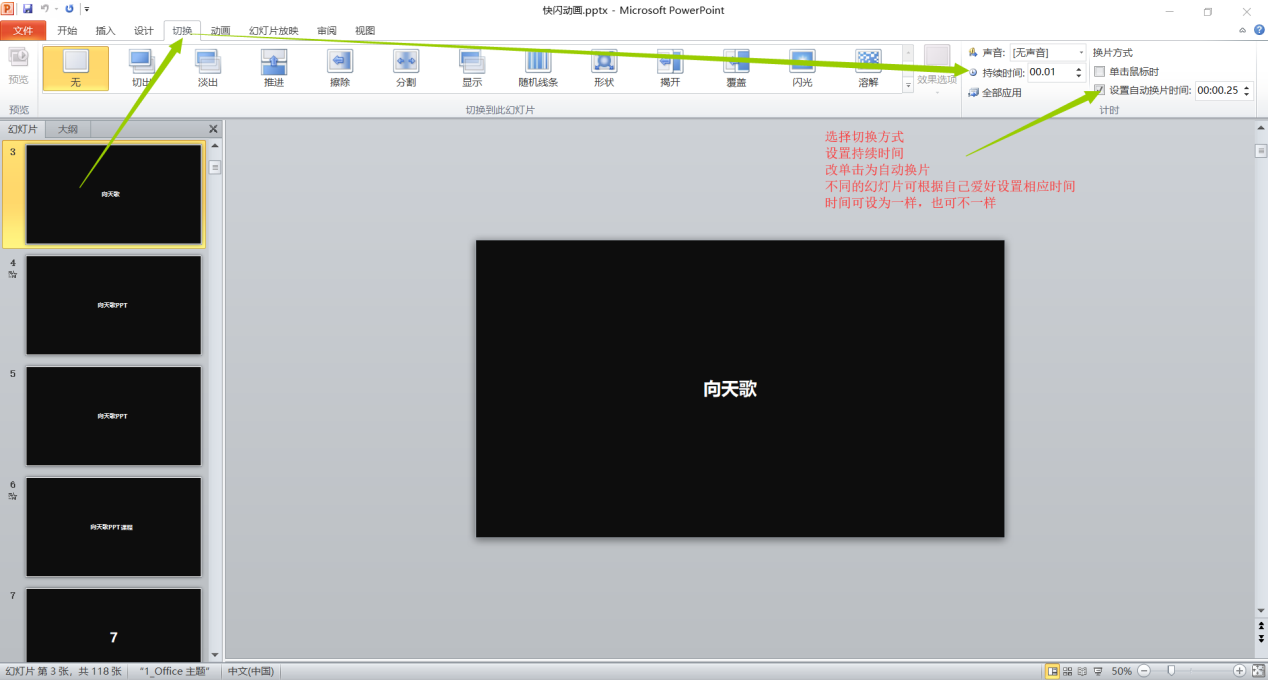 快闪动画.pptx - Microsoft PowerPoint
文件 开始 插入 设计 切换 动画 幻灯片放映 审阅 视图
预览 无 切出 淡出 推进 擦除 分割 显示 随机线条 形状 揭开 覆盖 闪光 溶解 效果选项
声音: [无声音] 换片方式
持续时间: 00.01 单击鼠标时
全部应用 设置自动换片时间: 00:00.25
预览 切换到此幻灯片 计时
幻灯片 大纲
3
向天歌
4
向天歌PPT
5
向天歌PPT
6
向天歌PPT课程
7
7
选择切换方式
设置持续时间
改单击为自动换片
不同的幻灯片可根据自己爱好设置相应时间
时间可设为一样，也可不一样
向天歌
幻灯片 第 3 张，共 118 张 "1_Office 主题" 中文(中国) 50%